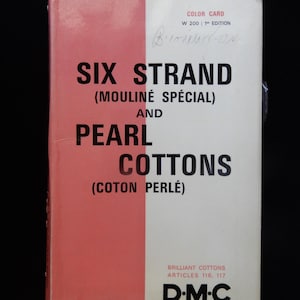 COLOR CARD
W 200 / 1st EDITION
SIX STRAND
(MOULINÉ SPÉCIAL)
AND
PEARL
COTTONS
(COTON PERLÉ)
BRILLIANT COTTONS
ARTICLES 116, 117
D·M·C